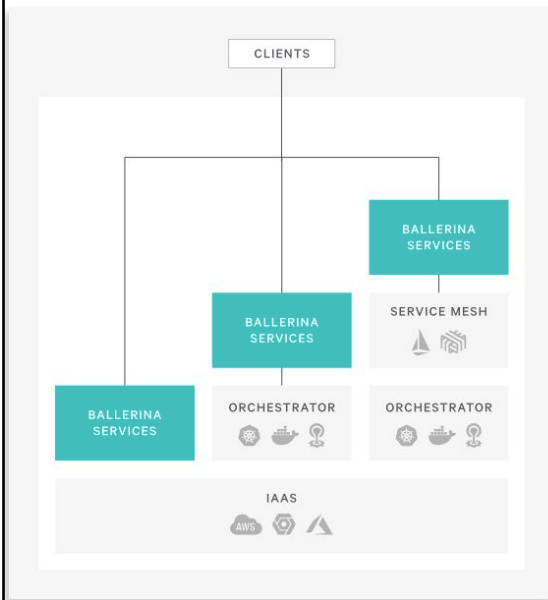 CLIENTS
BALLERINA
SERVICES
BALLERINA
SERVICES
SERVICE MESH
BALLERINA
SERVICES
ORCHESTRATOR
ORCHESTRATOR
IAAS
AWS